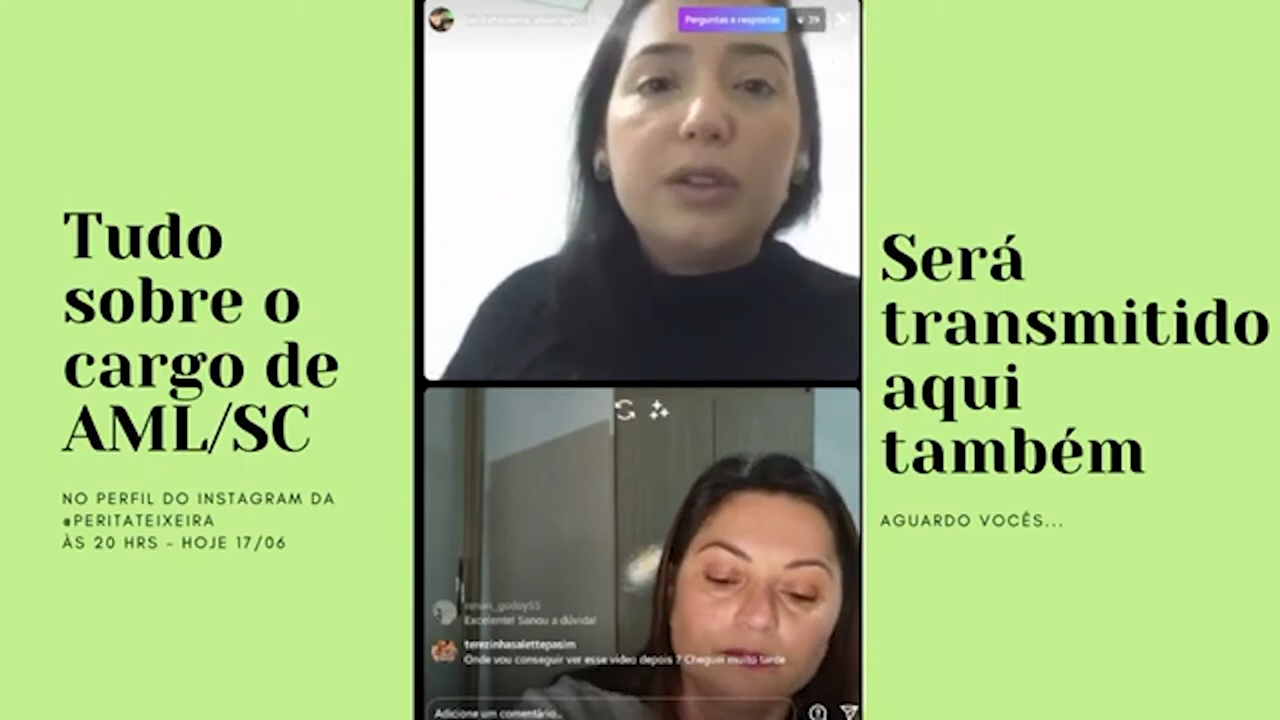 Tudo
sobre o
cargo de
AML/SC
NO PERFIL DO INSTAGRAM DA
@PERITATEIXEIRA
ÀS 20 HRS - HOJE 17/06
Perguntas e respostas
39
Excelente! Sanou a dúvida!
terezinhasalettepasim
Onde vou conseguir ver esse video depois ? Cheguei muito tarde
Adicione um comentário...
Será
transmitido
aqui
também
AGUARDO VOCÊS...